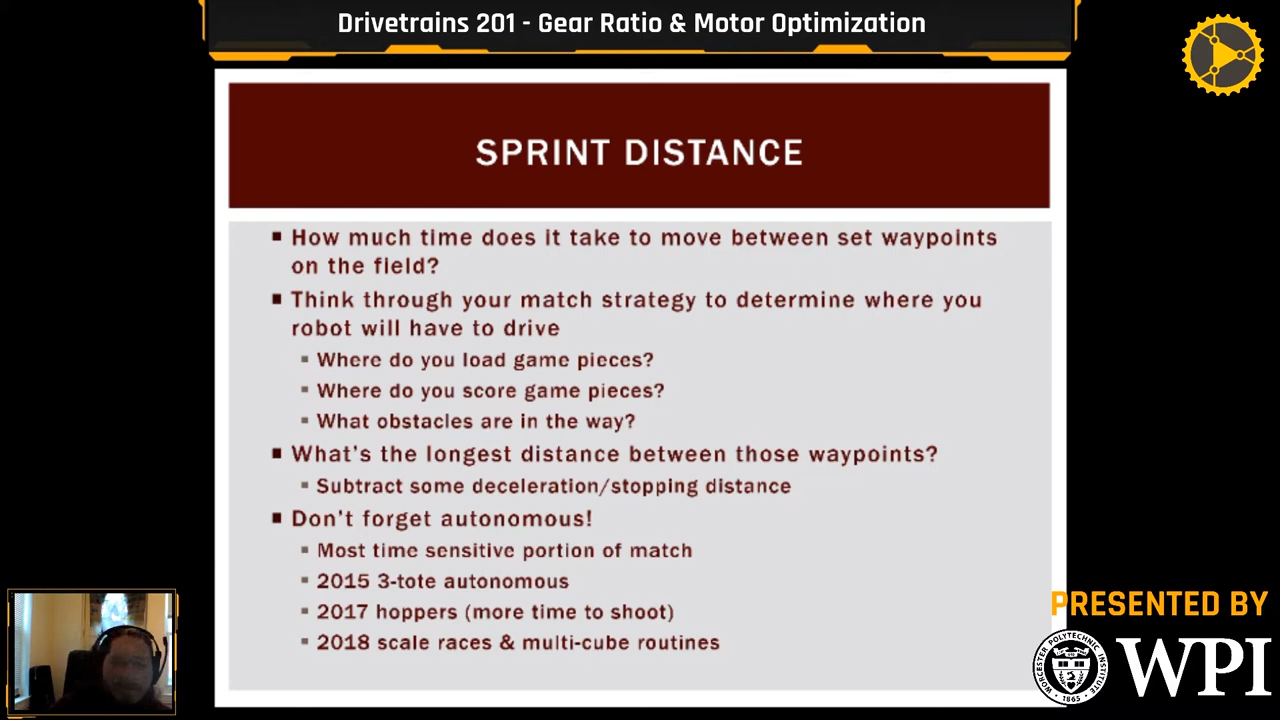 Drivetrains 201 - Gear Ratio & Motor Optimization
SPRINT DISTANCE
How much time does it take to move between set waypoints
on the field?
Think through your match strategy to determine where you
robot will have to drive
Where do you load game pieces?
Where do you score game pieces?
What obstacles are in the way?
What's the longest distance between those waypoints?
Subtract some deceleration/stopping distance
Don't forget autonomous!
Most time sensitive portion of match
2015 3-tote autonomous
2017 hoppers (more time to shoot)
2018 scale races & multi-cube routines
PRESENTED BY
WORCESTER POLYTECHNIC INSTITUTE
1865
WPI